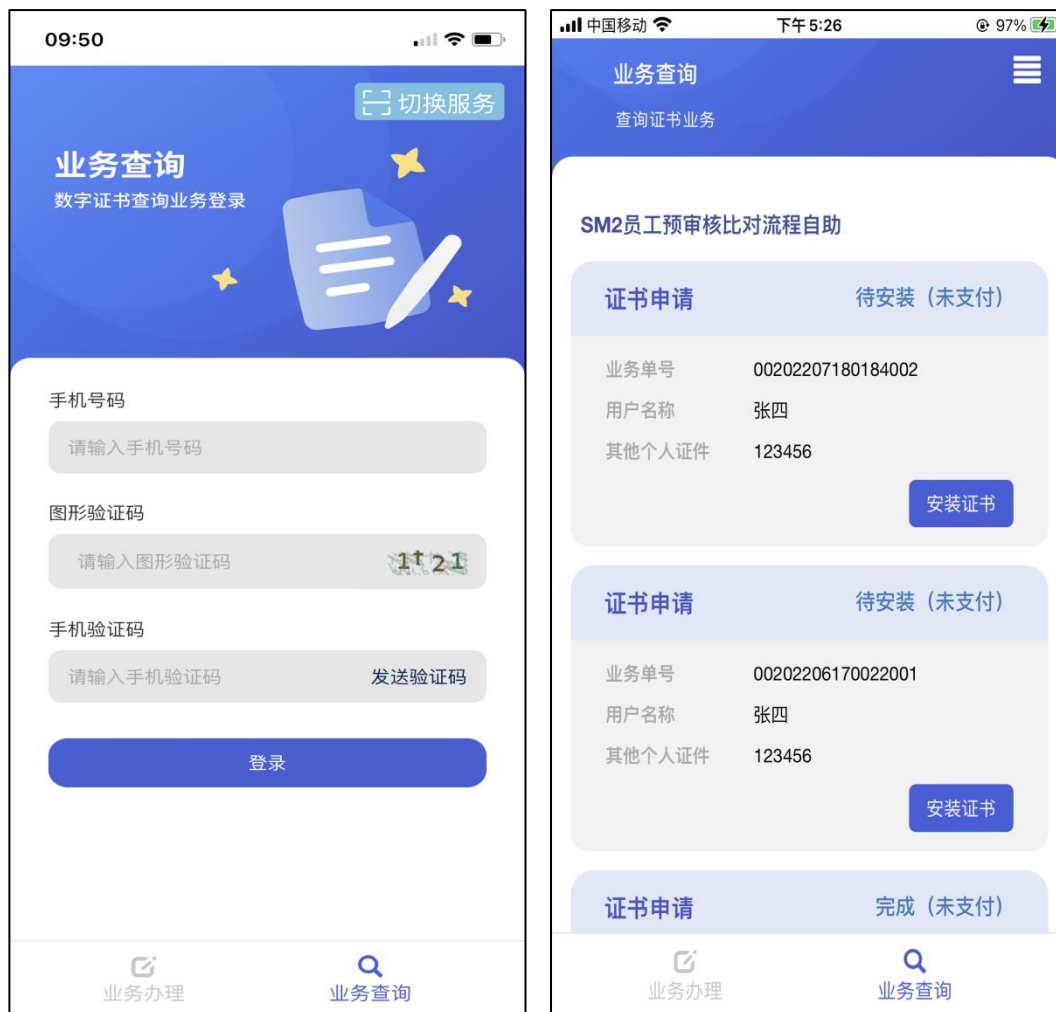 09:50
切换服务
业务查询
数字证书查询业务登录
手机号码
请输入手机号码
图形验证码
请输入图形验证码
1t21
手机验证码
请输入手机验证码 发送验证码
登录
业务办理 业务查询
中国移动 下午5:26 97%
业务查询
查询证书业务
SM2员工预审核比对流程自助
证书申请 待安装（未支付）
业务单号 00202207180184002
用户名称 张四
其他个人证件 123456
安装证书
证书申请 待安装（未支付）
业务单号 00202206170022001
用户名称 张四
其他个人证件 123456
安装证书
证书申请 完成（未支付）
业务办理 业务查询